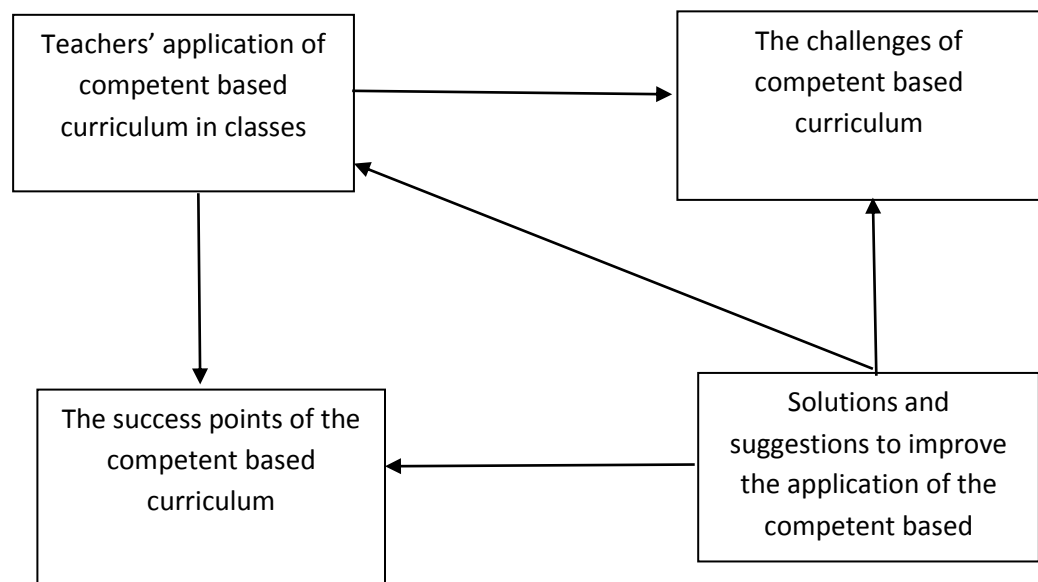 Teachers’ application of
competent based
curriculum in classes
The challenges of
competent based
curriculum
The success points of the
competent based
curriculum
Solutions and
suggestions to improve
the application of the
competent based